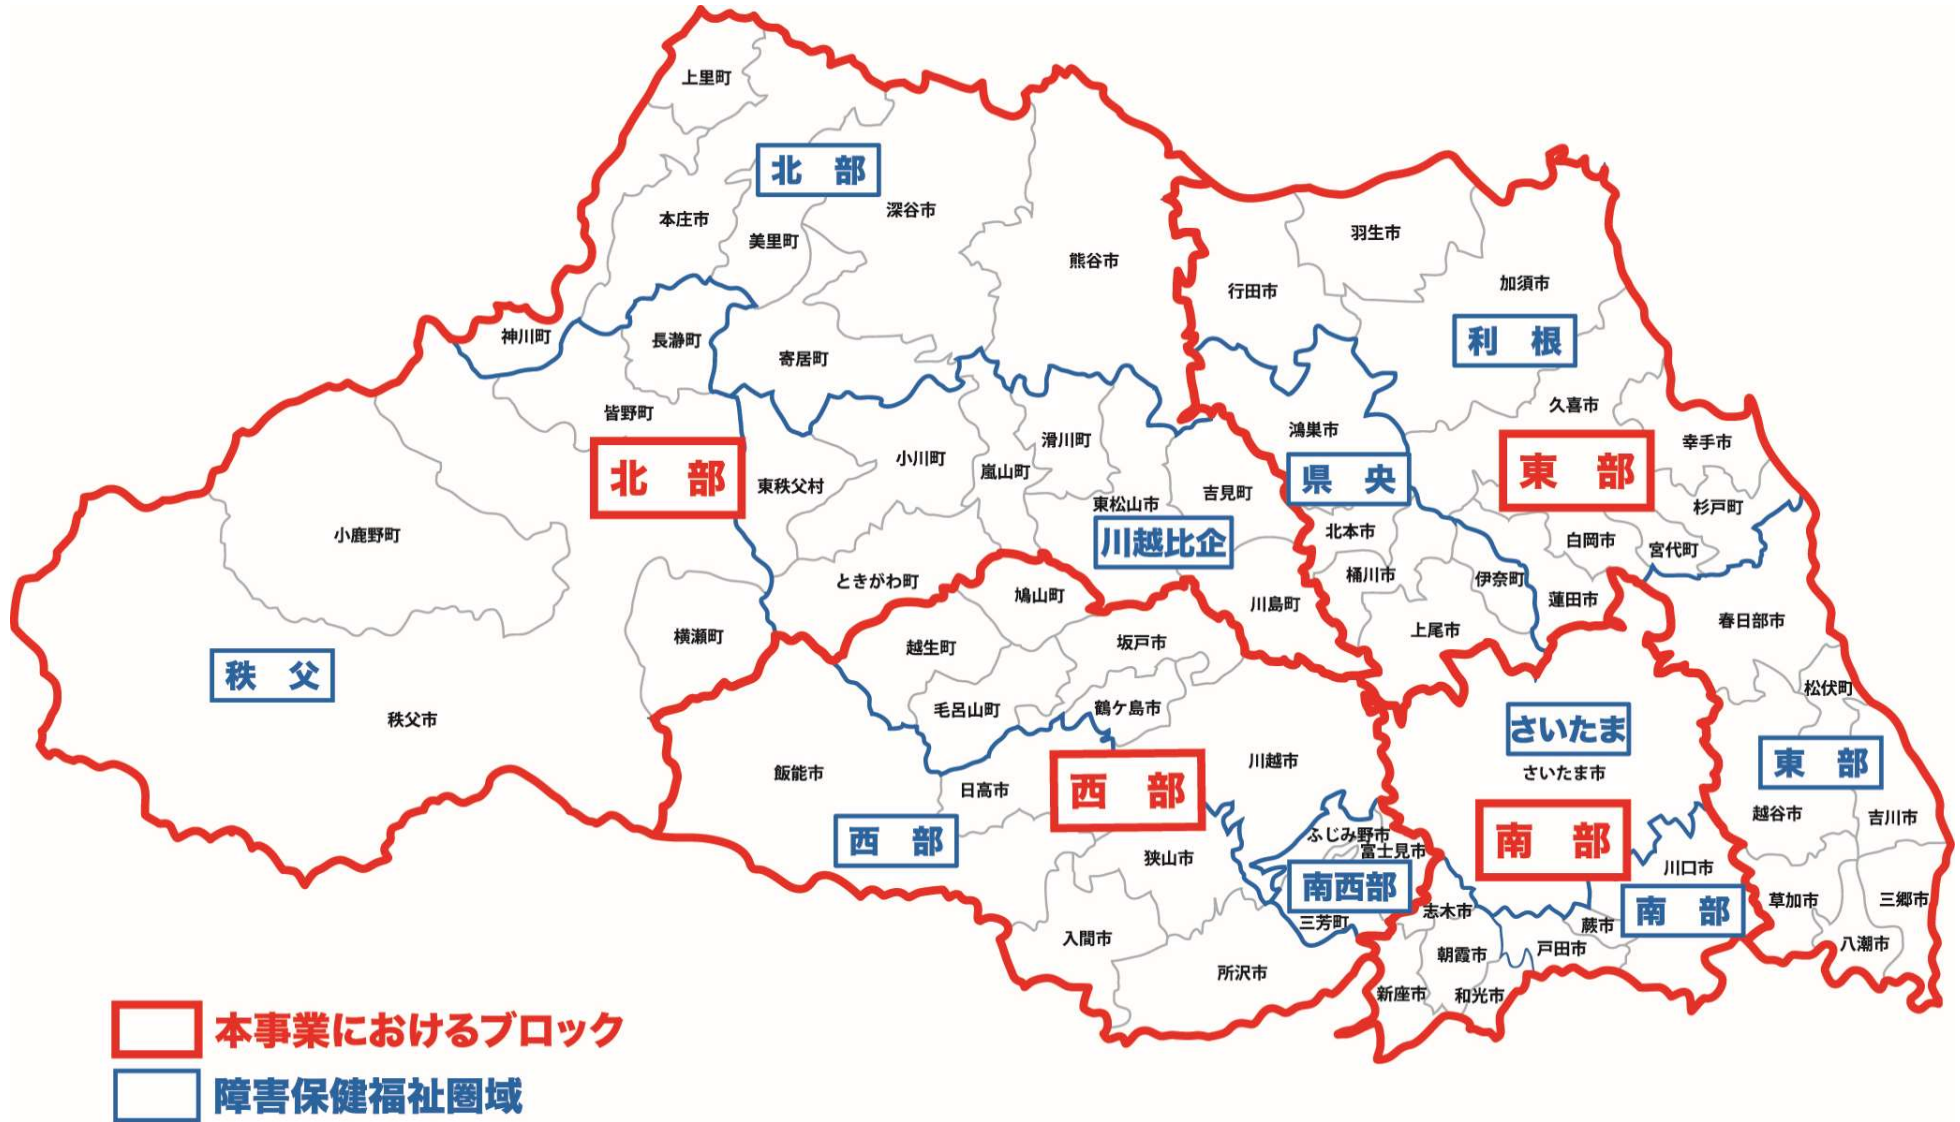 上里町
北　部
本庄市
美里町
深谷市
熊谷市
羽生市
行田市
加須市
利　根
神川町
長瀞町
寄居町
皆野町
久喜市
鴻巣市
幸手市
滑川町
小川町
嵐山町
北　部
東秩父村
東松山市
吉見町
県　央
東　部
杉戸町
小鹿野町
川越比企
北本市
白岡市
宮代町
ときがわ町
鳩山町
川島町
桶川市
伊奈町
蓮田市
横瀬町
越生町
坂戸市
上尾市
春日部市
秩　父
秩父市
毛呂山町
鶴ケ島市
松伏町
さいたま
さいたま市
飯能市
日高市
西　部
川越市
東　部
越谷市
吉川市
西　部
狭山市
ふじみ野市
富士見市
南　部
川口市
南西部
三芳町
志木市
南　部
蕨市
草加市
三郷市
入間市
所沢市
朝霞市
戸田市
八潮市
新座市
和光市
本事業におけるブロック
障害保健福祉圏域